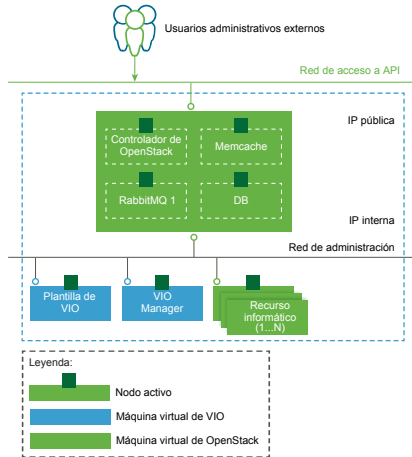 Usuarios administrativos externos
Red de acceso a API
IP pública
Controlador de
OpenStack
Memcache
RabbitMQ 1
DB
IP interna
Red de administración
Plantilla de
VIO
VIO
Manager
Recurso
informático
(1...N)
Leyenda:
Nodo activo
Máquina virtual de VIO
Máquina virtual de OpenStack